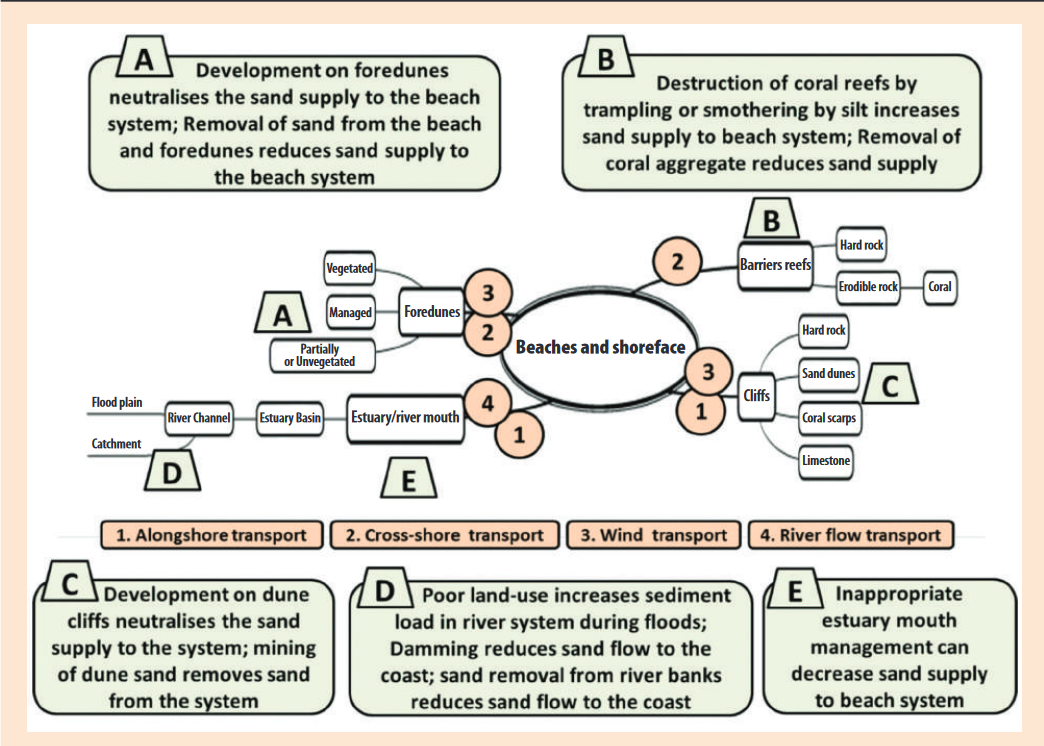 A
Development on foredunes
neutralises the sand supply to the beach
system; Removal of sand from the beach
and foredunes reduces sand supply to
the beach system
B
Destruction of coral reefs by
trampling or smothering by silt increases
sand supply to beach system; Removal of
coral aggregate reduces sand supply
B
Hard rock
2
Barriers reefs
Erodible rock
Coral
Vegetated
3
A
Managed
Foredunes
2
Partially
or Unvegetated
Beaches and shoreface
Hard rock
3
Sand dunes
C
Cliffs
1
Coral scarps
Limestone
Flood plain
River Channel
Estuary Basin
Estuary/river mouth
4
1
Catchment
D
E
1. Alongshore transport
2. Cross-shore transport
3. Wind transport
4. River flow transport
C
Development on dune
cliffs neutralises the sand
supply to the system; mining
of dune sand removes sand
from the system
D
Poor land-use increases sediment
load in river system during floods;
Damming reduces sand flow to the
coast; sand removal from river banks
reduces sand flow to the coast
E
Inappropriate
estuary mouth
management can
decrease sand supply
to beach system